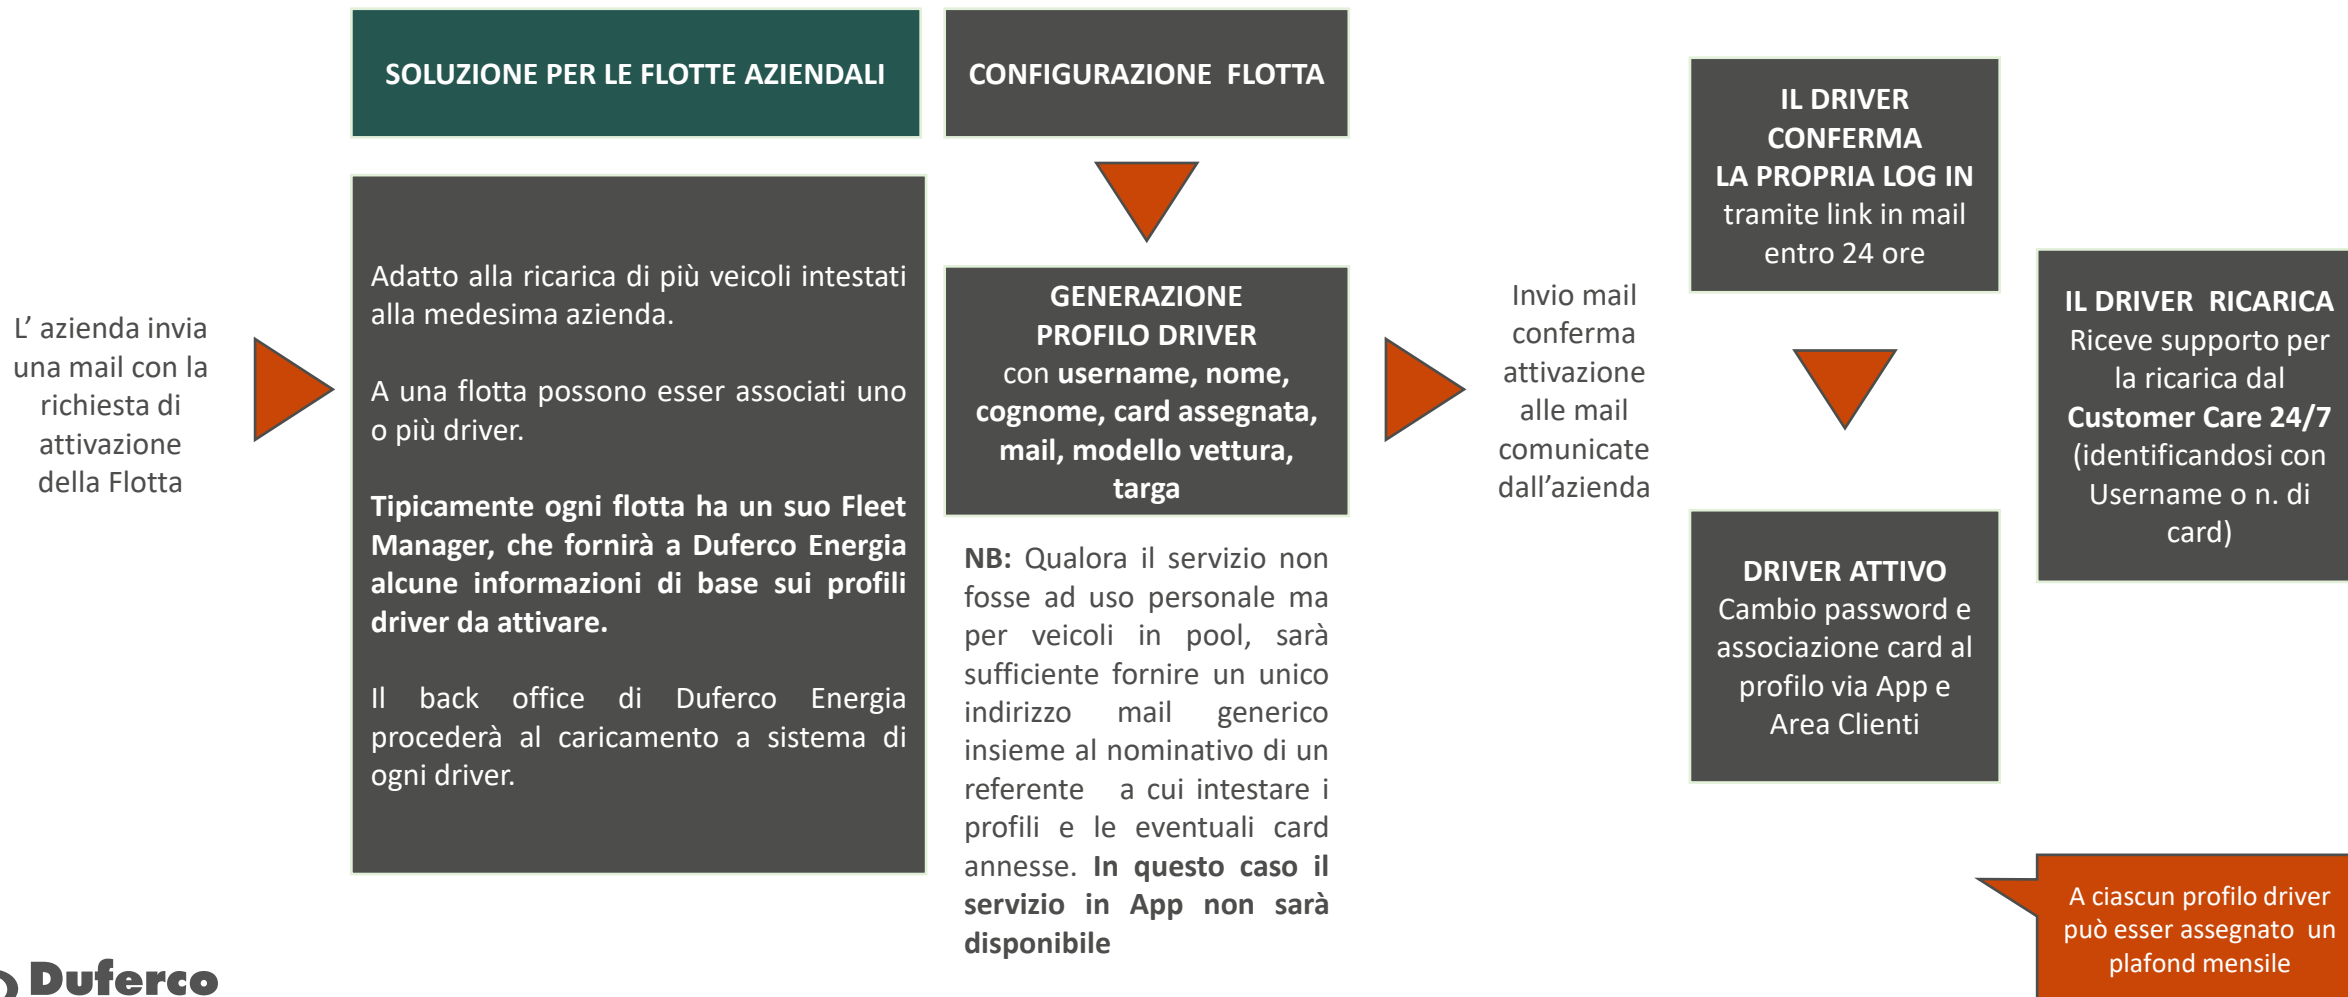 SOLUZIONE PER LE FLOTTE AZIENDALI
CONFIGURAZIONE FLOTTA
L' azienda invia
una mail con la
richiesta di
attivazione
della Flotta
Adatto alla ricarica di più veicoli intestati
alla medesima azienda.
A una flotta possono esser associati uno
o più driver.
Tipicamente ogni flotta ha un suo Fleet
Manager, che fornirà a Duferco Energia
alcune informazioni di base sui profili
driver da attivare.
Il back office di Duferco Energia
procederà al caricamento a sistema di
ogni driver.
GENERAZIONE
PROFILO DRIVER
con username, nome,
cognome, card assegnata,
mail, modello vettura,
targa
NB: Qualora il servizio non
fosse ad uso personale ma
per veicoli in pool, sarà
sufficiente fornire un unico
indirizzo mail generico
insieme al nominativo di un
referente a cui intestare i
profili e le eventuali card
annesse. In questo caso il
servizio in App non sarà
disponibile
Invio mail
conferma
attivazione
alle mail
comunicate
dall'azienda
IL DRIVER
CONFERMA
LA PROPRIA LOG IN
tramite link in mail
entro 24 ore
DRIVER ATTIVO
Cambio password e
associazione card al
profilo via App e
Area Clienti
IL DRIVER RICARICA
Riceve supporto per
la ricarica dal
Customer Care 24/7
(identificandosi con
Username o n. di
card)
A ciascun profilo driver
può esser assegnato un
plafond mensile
Duferco